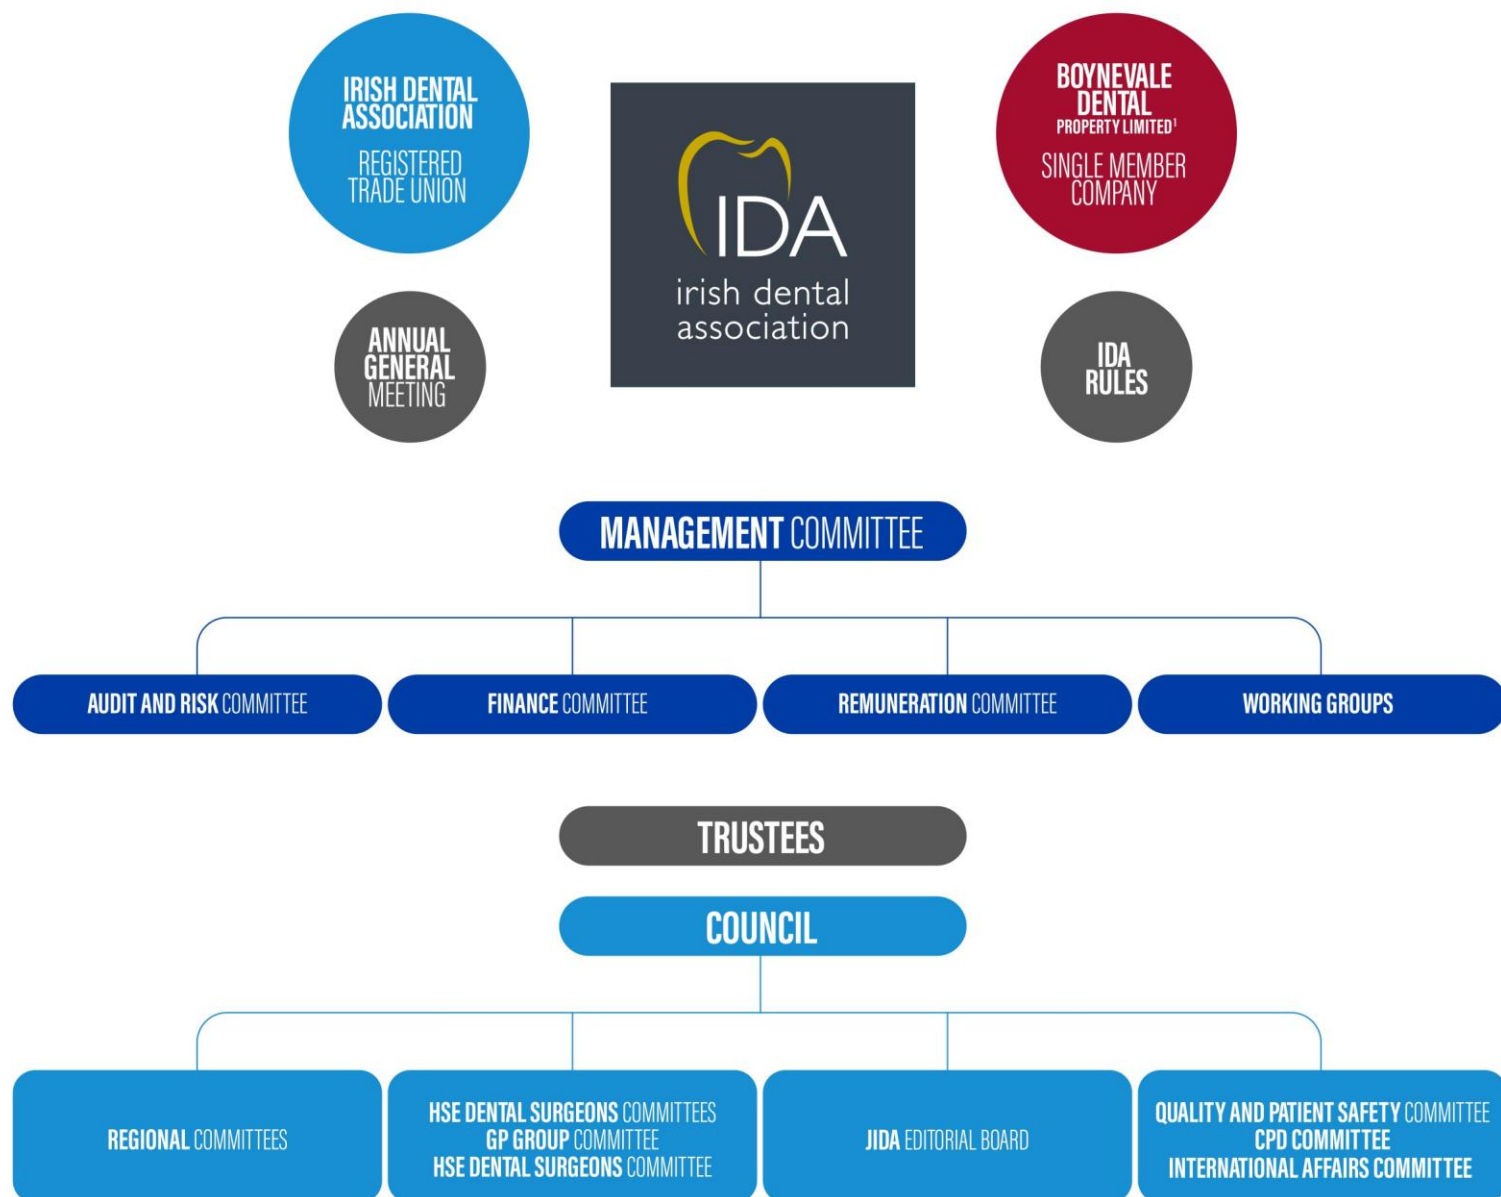 IRISH DENTAL
ASSOCIATION
REGISTERED
TRADE UNION
IDA
irish dental
association
BOYNEVALE
DENTAL
PROPERTY LIMITED¹
SINGLE MEMBER
COMPANY
ANNUAL
GENERAL
MEETING
IDA
RULES
MANAGEMENT COMMITTEE
AUDIT AND RISK COMMITTEE
FINANCE COMMITTEE
REMUNERATION COMMITTEE
WORKING GROUPS
TRUSTEES
COUNCIL
REGIONAL COMMITTEES
HSE DENTAL SURGEONS COMMITTEES
GP GROUP COMMITTEE
HSE DENTAL SURGEONS COMMITTEE
JIDA EDITORIAL BOARD
QUALITY AND PATIENT SAFETY COMMITTEE
CPD COMMITTEE
INTERNATIONAL AFFAIRS COMMITTEE